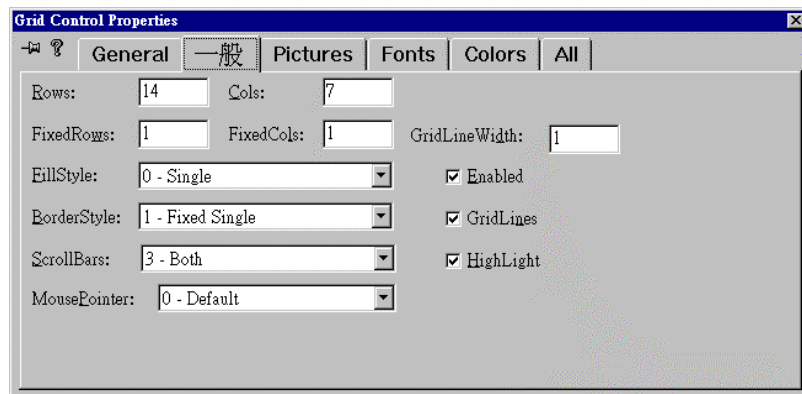 Grid Control Properties
General 一般 Pictures Fonts Colors All
Rows: 14 Cols: 7
FixedRows: 1 FixedCols: 1 GridLineWidth: 1
FillStyle: 0 - Single Enabled
BorderStyle: 1 - Fixed Single GridLines
ScrollBars: 3 - Both HighLight
MousePointer: 0 - Default